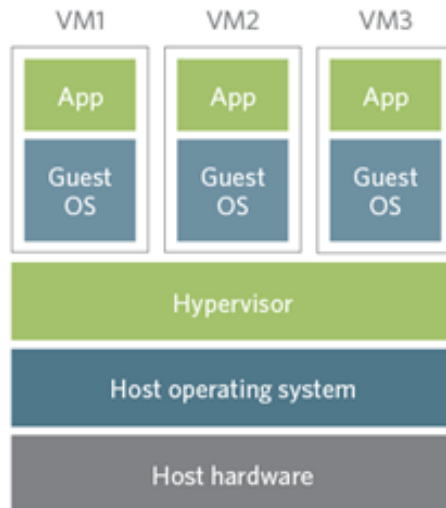 VM1 VM2 VM3
App App App
Guest OS Guest OS Guest OS
Hypervisor
Host operating system
Host hardware